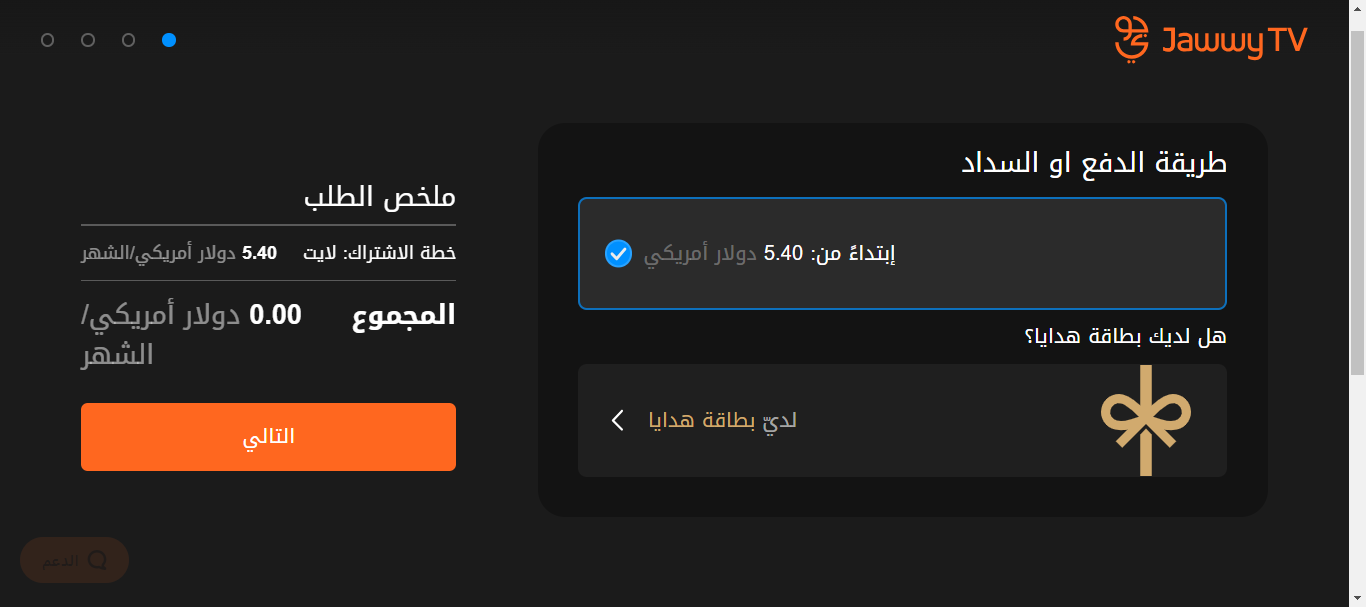 Jawwy TV
طريقة الدفع او السداد
إبتداءً من: 5.40 دولار أمريكي
هل لديك بطاقة هدايا؟
لديّ بطاقة هدايا
ملخص الطلب
خطة الاشتراك: لايت 5.40 دولار أمريكي/الشهر
المجموع 0.00 دولار أمريكي/
الشهر
التالي
الدعم